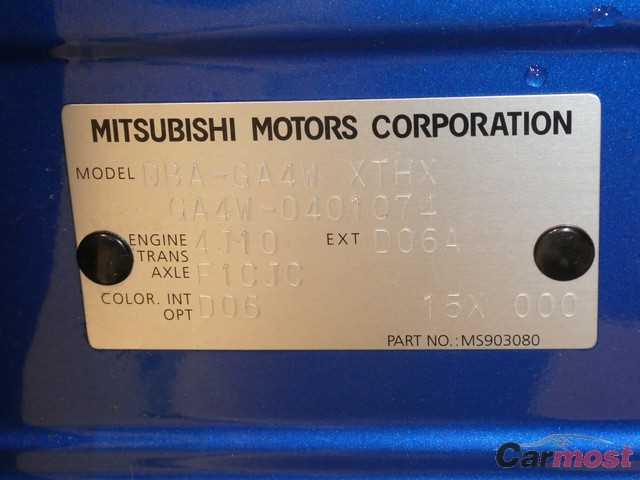 MITSUBISHI MOTORS CORPORATION
MODEL DBA-GA4W XTHX
GA4W-0401074
ENGINE 4J10 EXT D06A
TRANS
AXLE F1CJC
COLOR. INT D06 15X 000
OPT
PART NO.:MS903080
Carmost